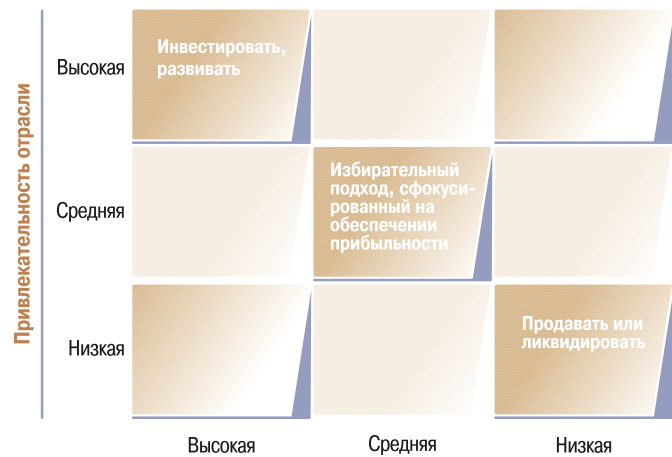 Привлекательность отрасли
Высокая
Инвестировать,
развивать
Средняя
Избирательный
подход, сфокуси-
рованный на
обеспечении
прибыльности
Низкая
Продавать или
ликвидировать
Высокая
Средняя
Низкая